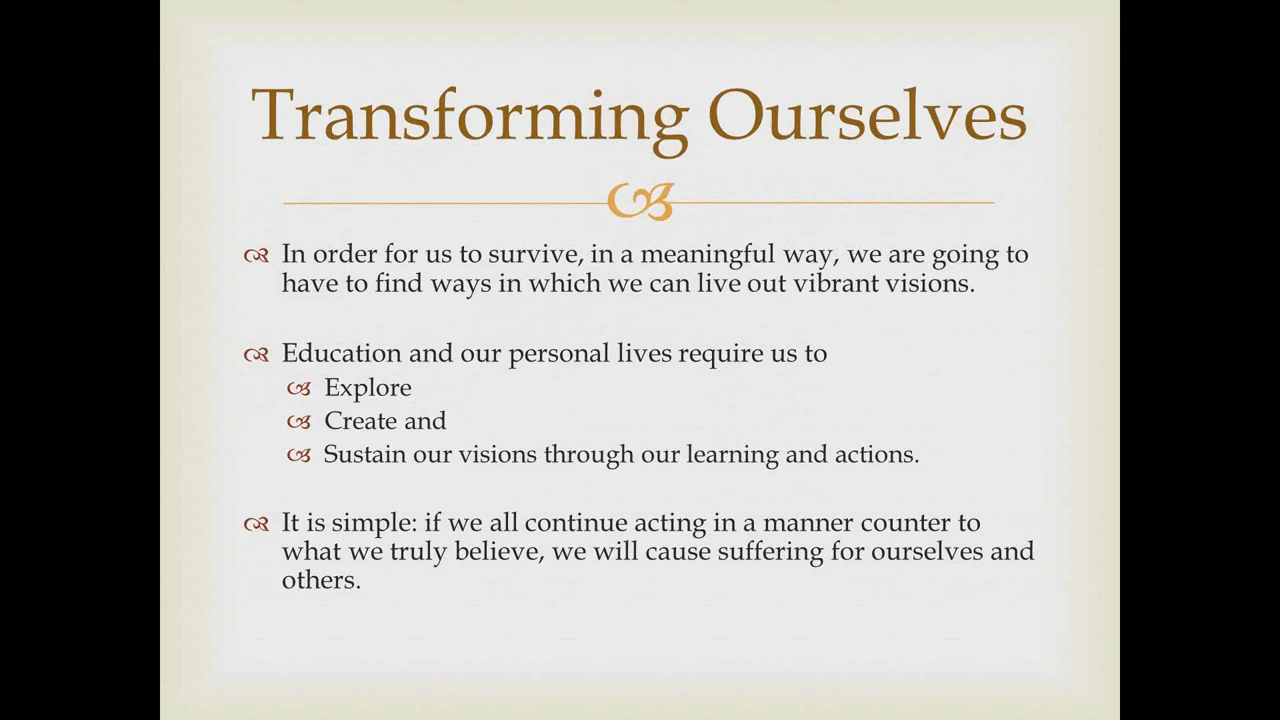 Transforming Ourselves
In order for us to survive, in a meaningful way, we are going to
have to find ways in which we can live out vibrant visions.
Education and our personal lives require us to
Explore
Create and
Sustain our visions through our learning and actions.
It is simple: if we all continue acting in a manner counter to
what we truly believe, we will cause suffering for ourselves and
others.